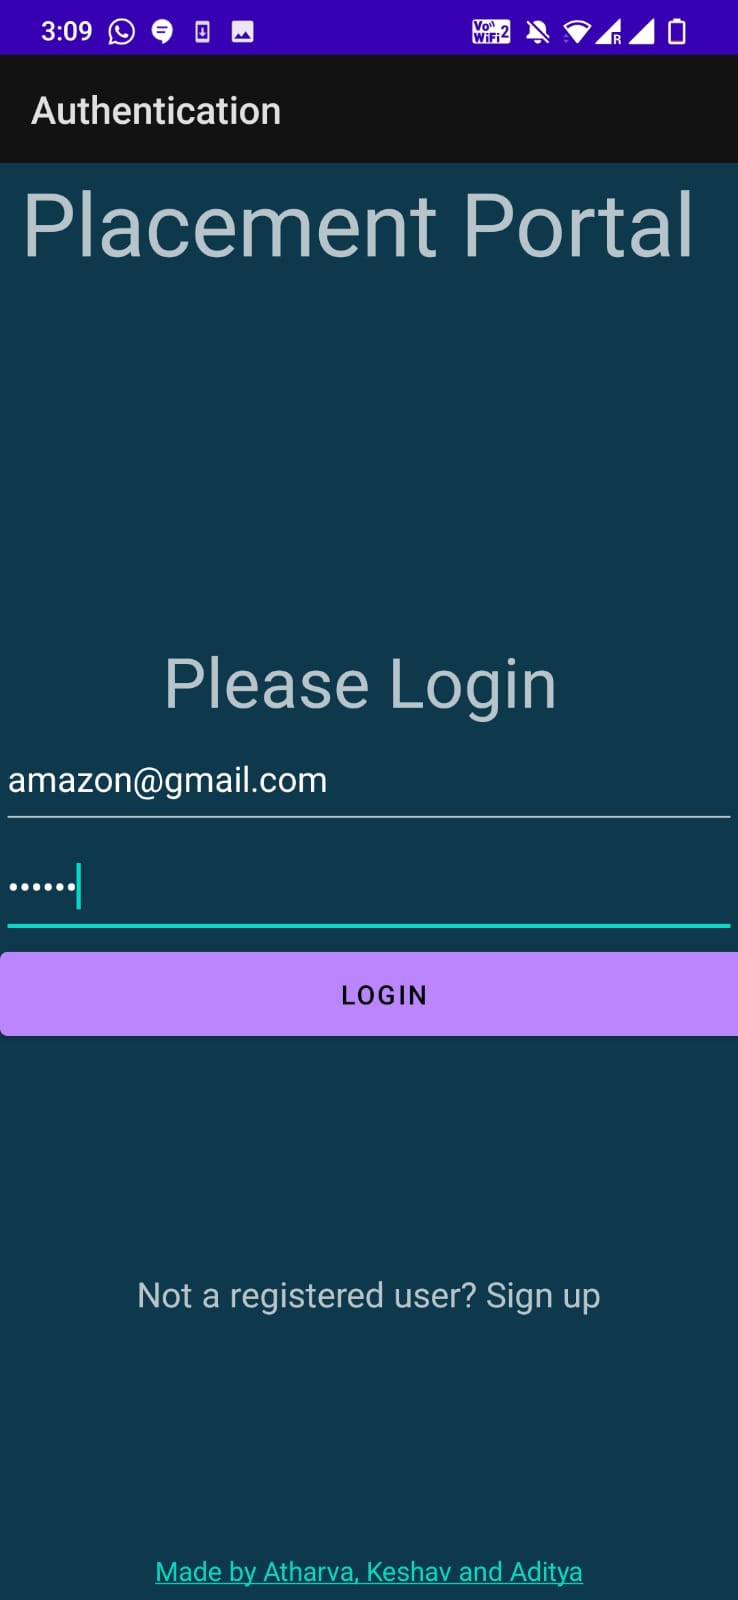 3:09 Vo)) WiFi 2 R
Authentication
Placement Portal
Please Login
amazon@gmail.com
••••••
LOGIN
Not a registered user? Sign up
Made by Atharva, Keshav and Aditya